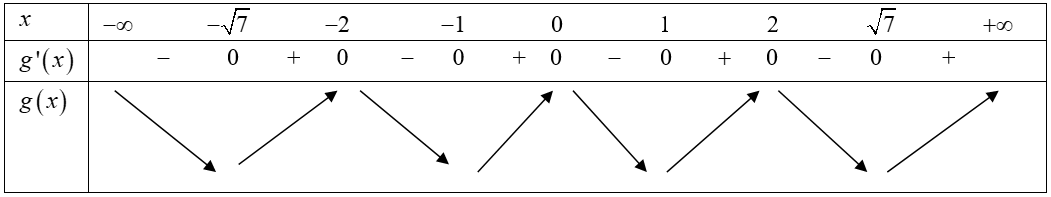 x −∞ −√7 −2 −1 0 1 2 √7 +∞
g'(x) − 0 + 0 − 0 + 0 − 0 + 0 − 0 +
g(x)